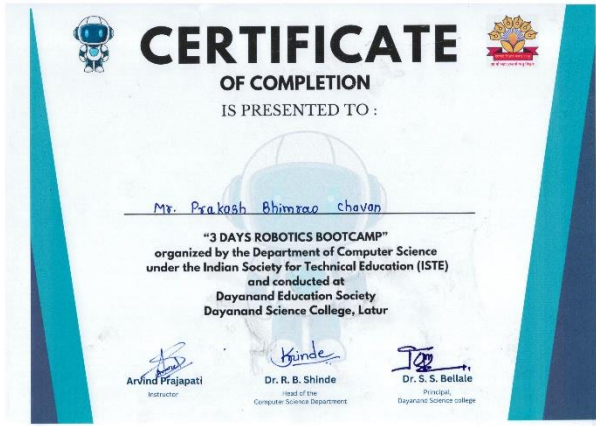 CERTIFICATE
OF COMPLETION
IS PRESENTED TO :
Mr. Prakash Bhimrao Chavan
“3 DAYS ROBOTICS BOOTCAMP”
organized by the Department of Computer Science
under the Indian Society for Technical Education (ISTE)
and conducted at
Dayanand Education Society
Dayanand Science College, Latur
Arvind Prajapati
Instructor
Dr. R. B. Shinde
Head of the
Computer Science Department
Dr. S. S. Bellale
Principal,
Dayanand Science college